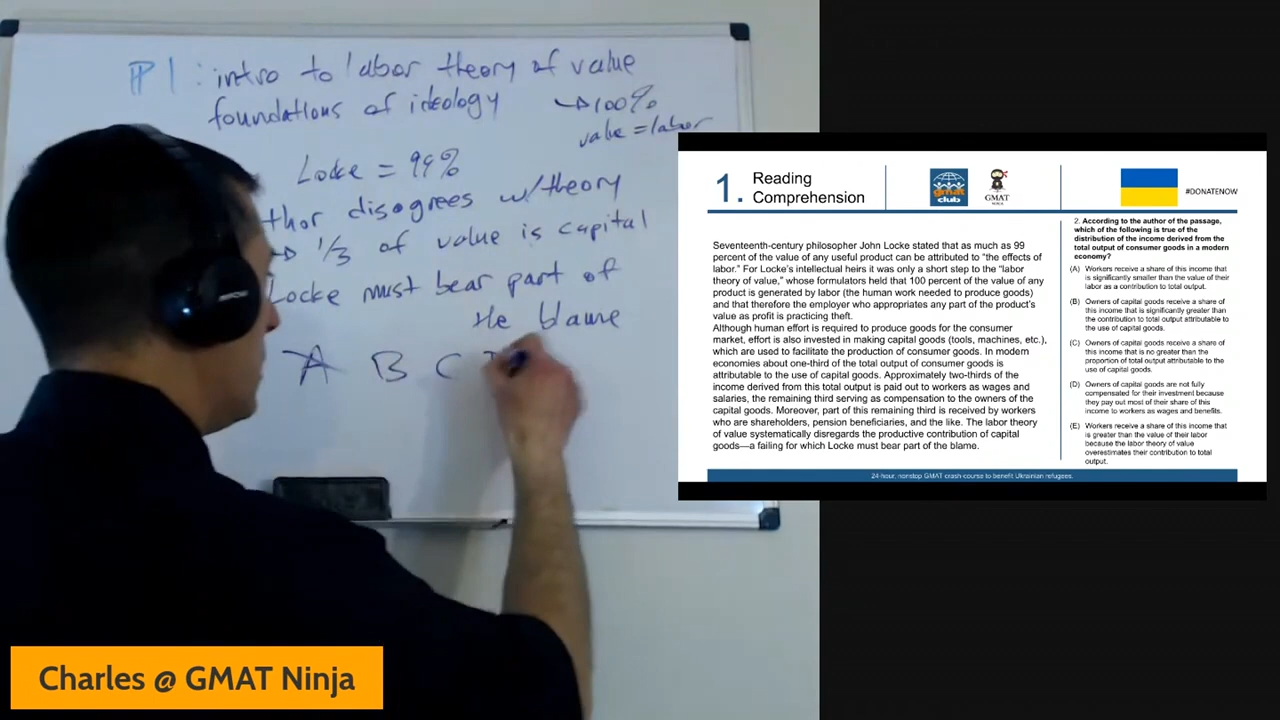 PP 1 : intro to labor theory of value
foundations of ideology
→ 100%
value = labor
Locke = 99%
thor disagrees w/ theory
→ 1/3 of value is capital
Locke must bear part of
the blame
A B C
1. Reading
Comprehension
gmat
club
GMAT
NINJA
#DONATENOW
Seventeenth-century philosopher John Locke stated that as much as 99
percent of the value of any useful product can be attributed to “the effects of
labor.” For Locke’s intellectual heirs it was only a short step to the “labor
theory of value,” whose formulators held that 100 percent of the value of any
product is generated by labor (the human work needed to produce goods)
and that therefore the employer who appropriates any part of the product’s
value as profit is practicing theft.
Although human effort is required to produce goods for the consumer
market, effort is also invested in making capital goods (tools, machines, etc.),
which are used to facilitate the production of consumer goods. In modern
economies about one-third of the total output of consumer goods is
attributable to the use of capital goods. Approximately two-thirds of the
income derived from this total output is paid out to workers as wages and
salaries, the remaining third serving as compensation to the owners of the
capital goods. Moreover, part of this remaining third is received by workers
who are shareholders, pension beneficiaries, and the like. The labor theory
of value systematically disregards the productive contribution of capital
goods—a failing for which Locke must bear part of the blame.
2. According to the author of the passage,
which of the following is true of the
distribution of the income derived from the
total output of consumer goods in a modern
economy?
(A) Workers receive a share of this income that
is significantly smaller than the value of their
labor as a contribution to total output.
(B) Owners of capital goods receive a share of
this income that is significantly greater than
the contribution to total output attributable to
the use of capital goods.
(C) Owners of capital goods receive a share of
this income that is no greater than the
proportion of total output attributable to the
use of capital goods.
(D) Owners of capital goods are not fully
compensated for their investment because
they pay out most of their share of this
income to workers as wages and benefits.
(E) Workers receive a share of this income that
is greater than the value of their labor
because the labor theory of value
overestimates their contribution to total
output.
24-hour, nonstop GMAT crash-course to benefit Ukrainian refugees.
Charles @ GMAT Ninja